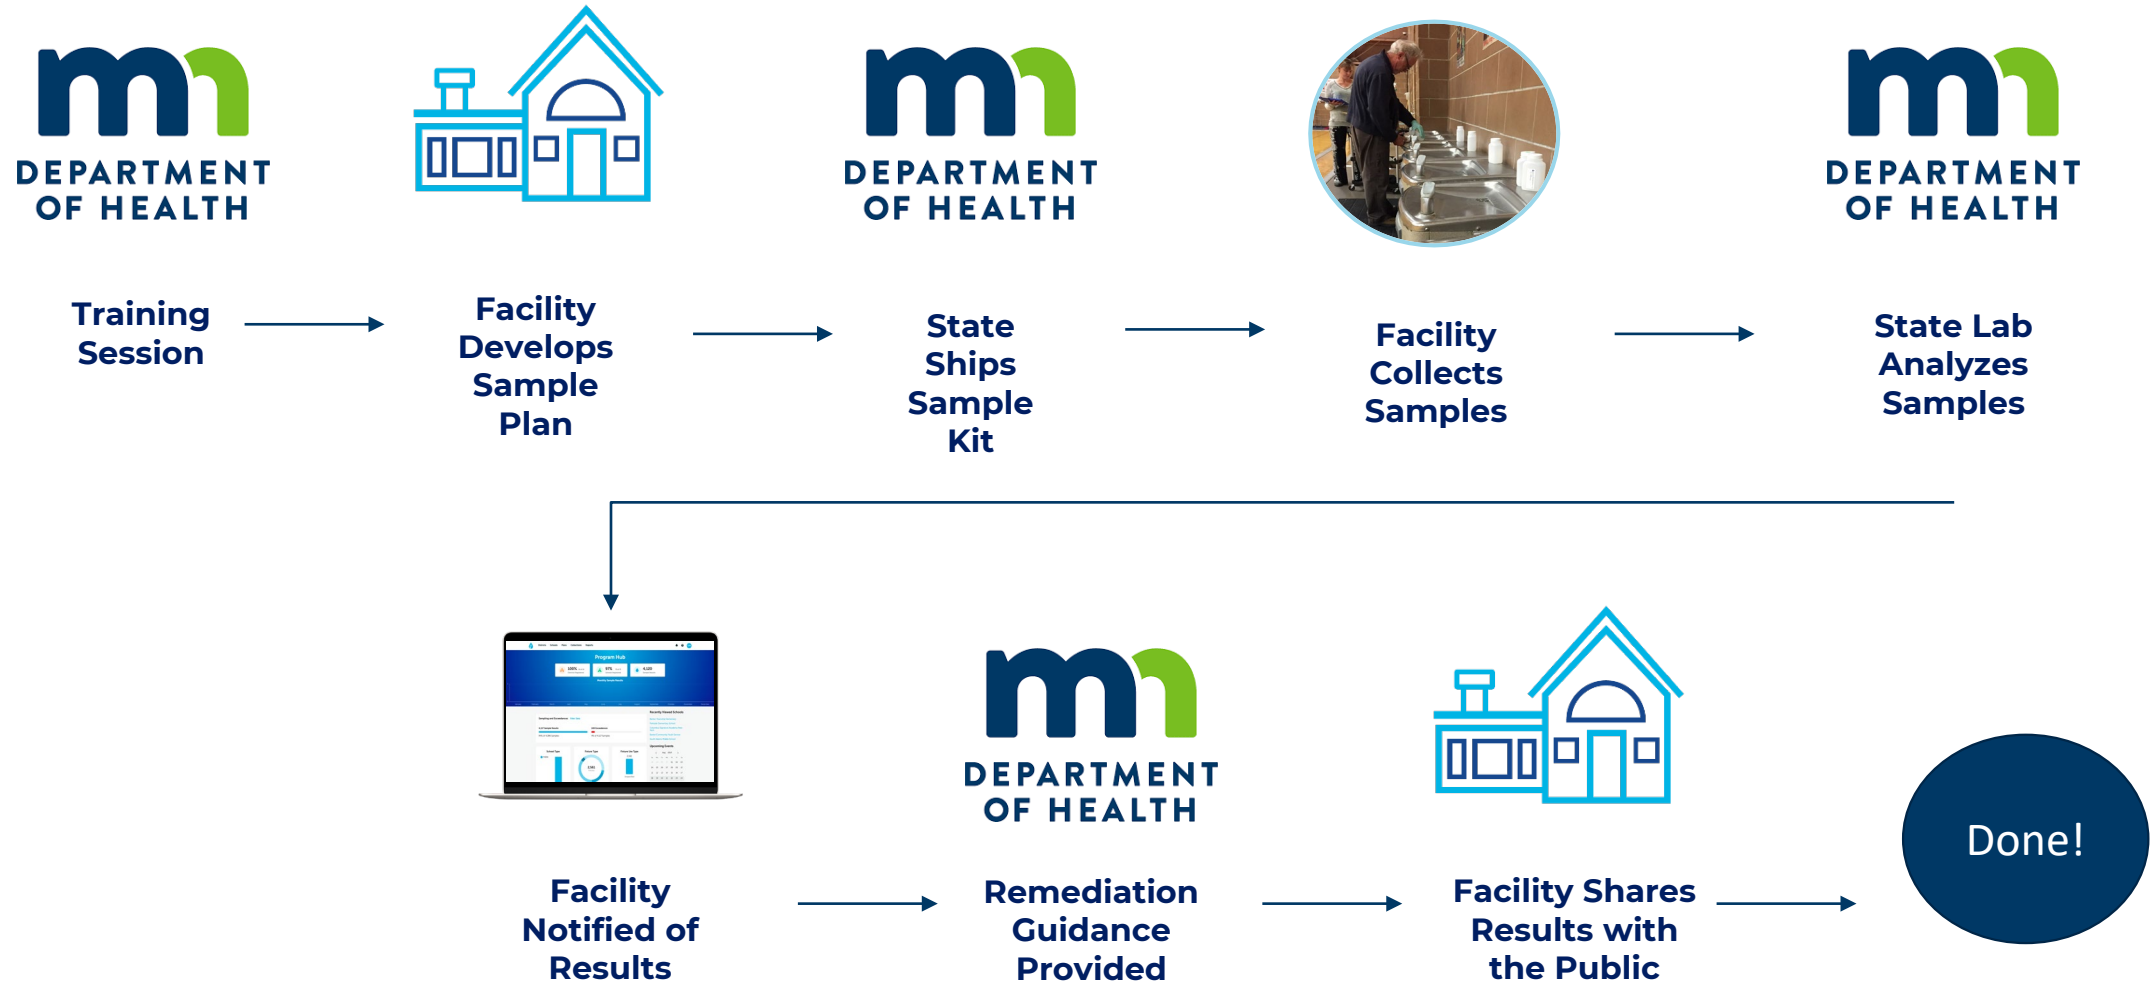 DEPARTMENT
OF HEALTH
DEPARTMENT
OF HEALTH
DEPARTMENT
OF HEALTH
Training
Session
Facility
Develops
Sample
Plan
State
Ships
Sample
Kit
Facility
Collects
Samples
State Lab
Analyzes
Samples
Program Hub
DEPARTMENT
OF HEALTH
Done!
Facility
Notified of
Results
Remediation
Guidance
Provided
Facility Shares
Results with
the Public